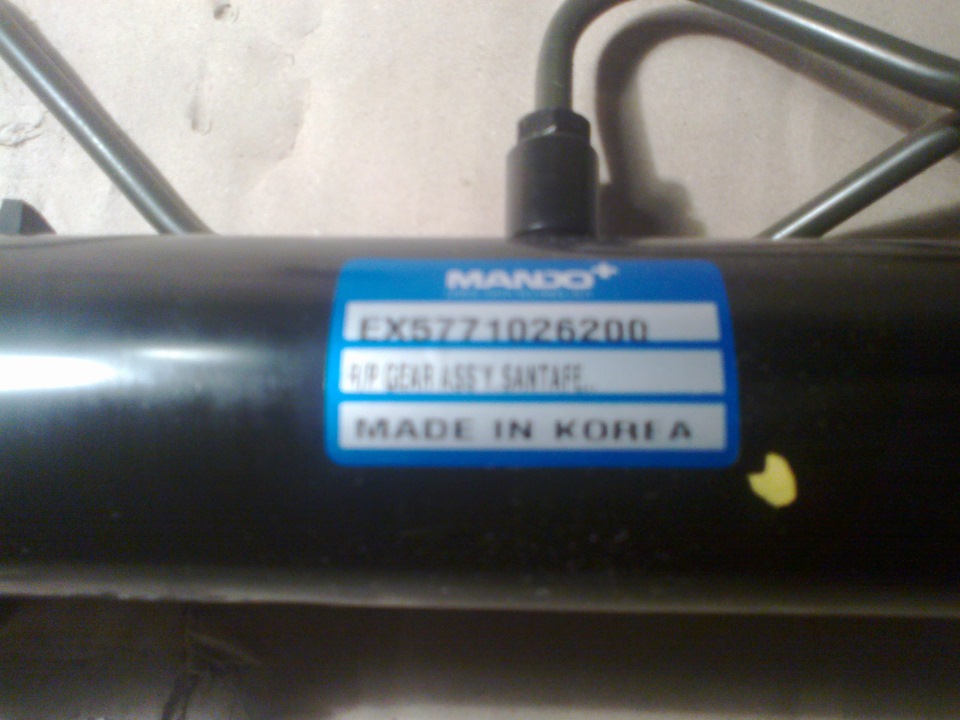 MANDO+
EX5771026200
R/P GEAR ASS'Y SANTAFE..
MADE IN KOREA